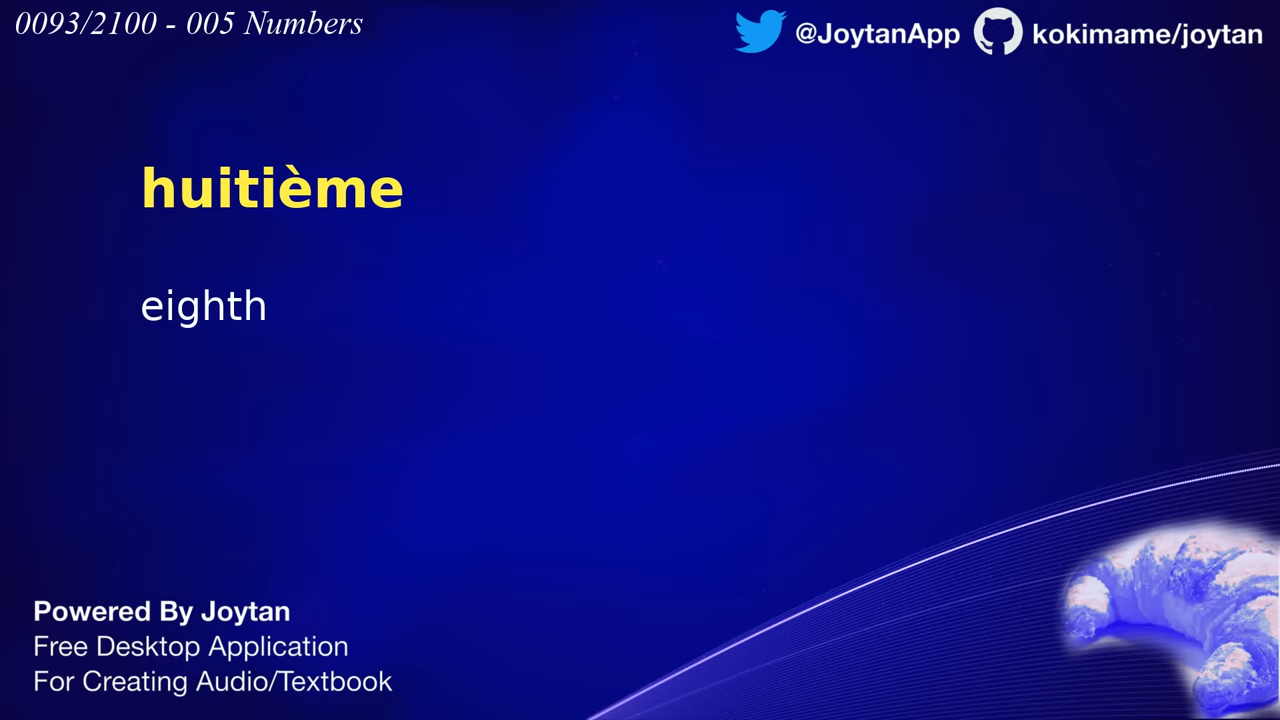 0093/2100 - 005 Numbers
@JoytanApp
kokimame/joytan
huitième
eighth
Powered By Joytan
Free Desktop Application
For Creating Audio/Textbook